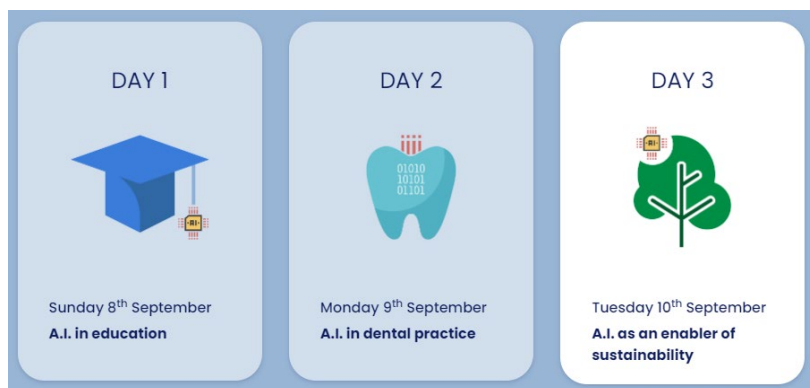 DAY 1
Sunday 8th September
A.I. in education
DAY 2
01010
10101
01101
Monday 9th September
A.I. in dental practice
DAY 3
Tuesday 10th September
A.I. as an enabler of
sustainability